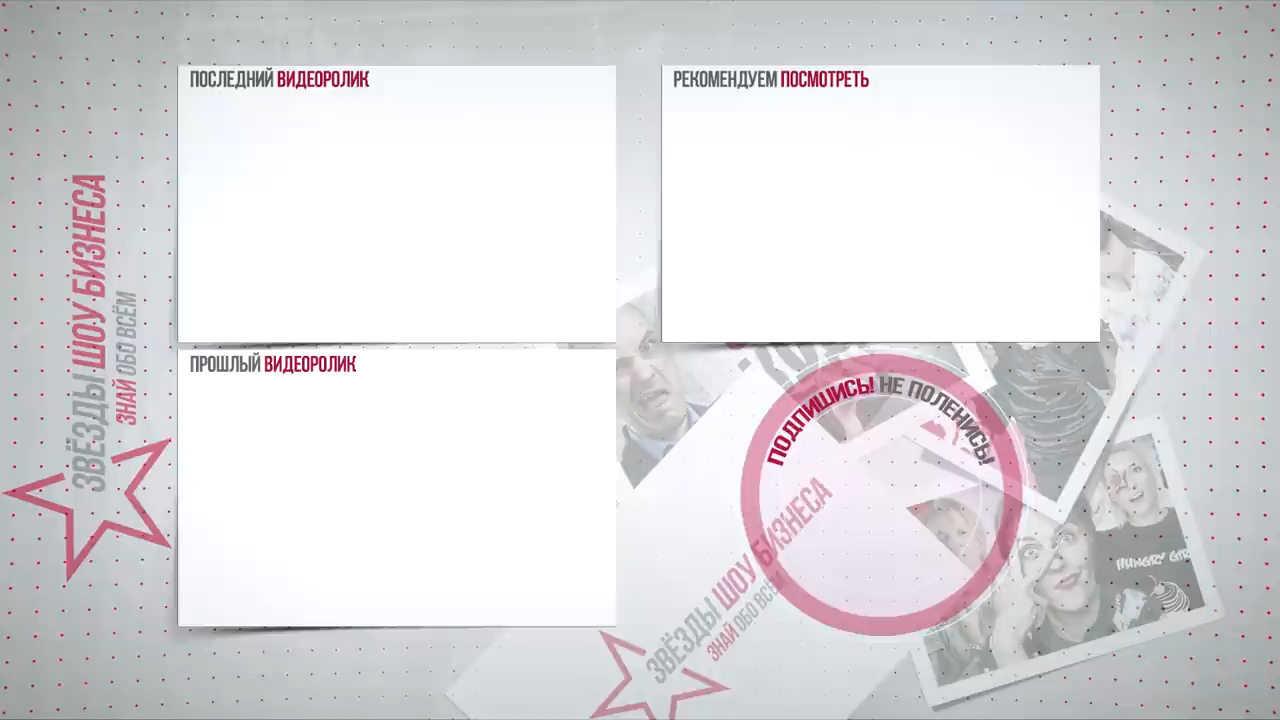 ПОСЛЕДНИЙ ВИДЕОРОЛИК
РЕКОМЕНДУЕМ ПОСМОТРЕТЬ
ЗВЁЗДЫ ШОУ БИЗНЕСА
ЗНАЙ ОБО ВСЁМ
ПРОШЛЫЙ ВИДЕОРОЛИК
ПОДПИШИСЬ! НЕ ПОЛЕНИСЬ!
ЗВЁЗДЫ ШОУ БИЗНЕСА
ЗНАЙ ОБО ВСЁМ
HUNGRY